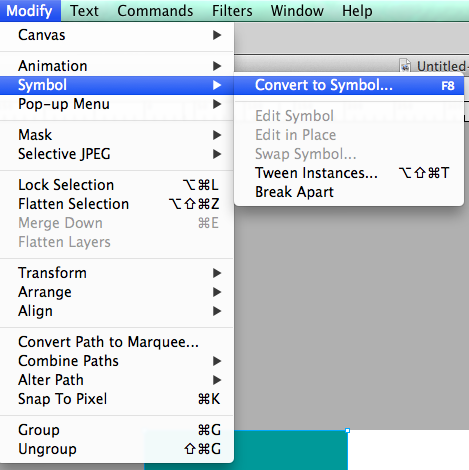 Modify Text Commands Filters Window Help
Canvas ▶
Untitled-
Animation ▶
Symbol ▶
Convert to Symbol... F8
Pop-up Menu ▶
Edit Symbol
Mask ▶
Edit in Place
Selective JPEG ▶
Swap Symbol...
Tween Instances... ⌥⇧⌘T
Lock Selection ⌥⌘L
Break Apart
Flatten Selection ⌥⇧⌘Z
Merge Down ⌘E
Flatten Layers
Transform ▶
Arrange ▶
Align ▶
Convert Path to Marquee...
Combine Paths ▶
Alter Path ▶
Snap To Pixel ⌘K
Group ⌘G
Ungroup ⇧⌘G